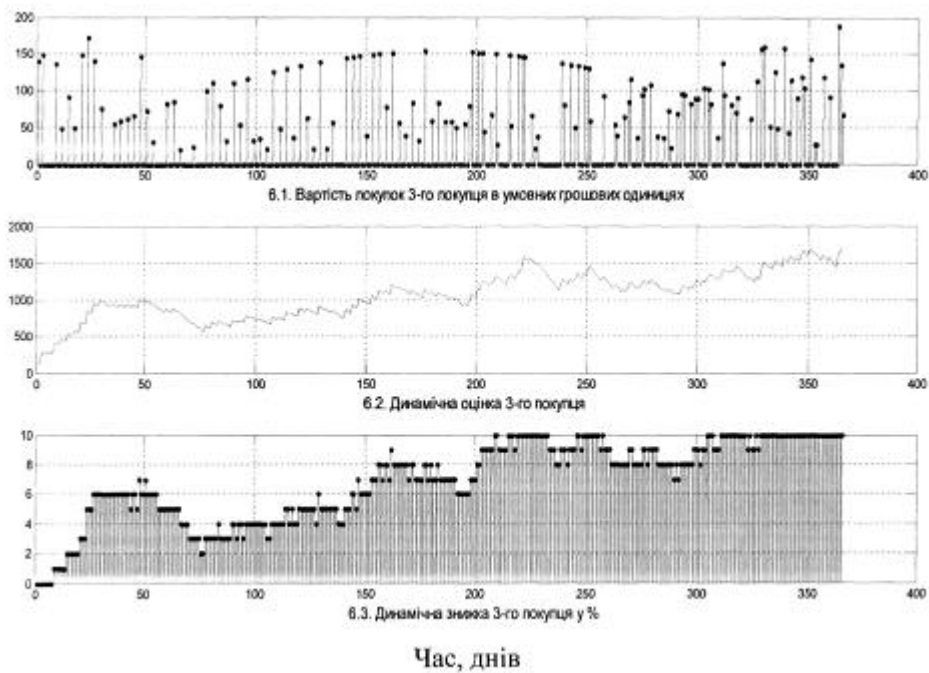 200
150
100
50
0
0 50 100 150 200 250 300 350 400
6.1. Вартість покупок 3-го покупця в умовних грошових одиницях
2000
1500
1000
500
0
0 50 100 150 200 250 300 350 400
6.2. Динамічна оцінка 3-го покупця
10
8
6
4
2
0
0 50 100 150 200 250 300 350 400
6.3. Динамічна знижка 3-го покупця у %
Час, днів